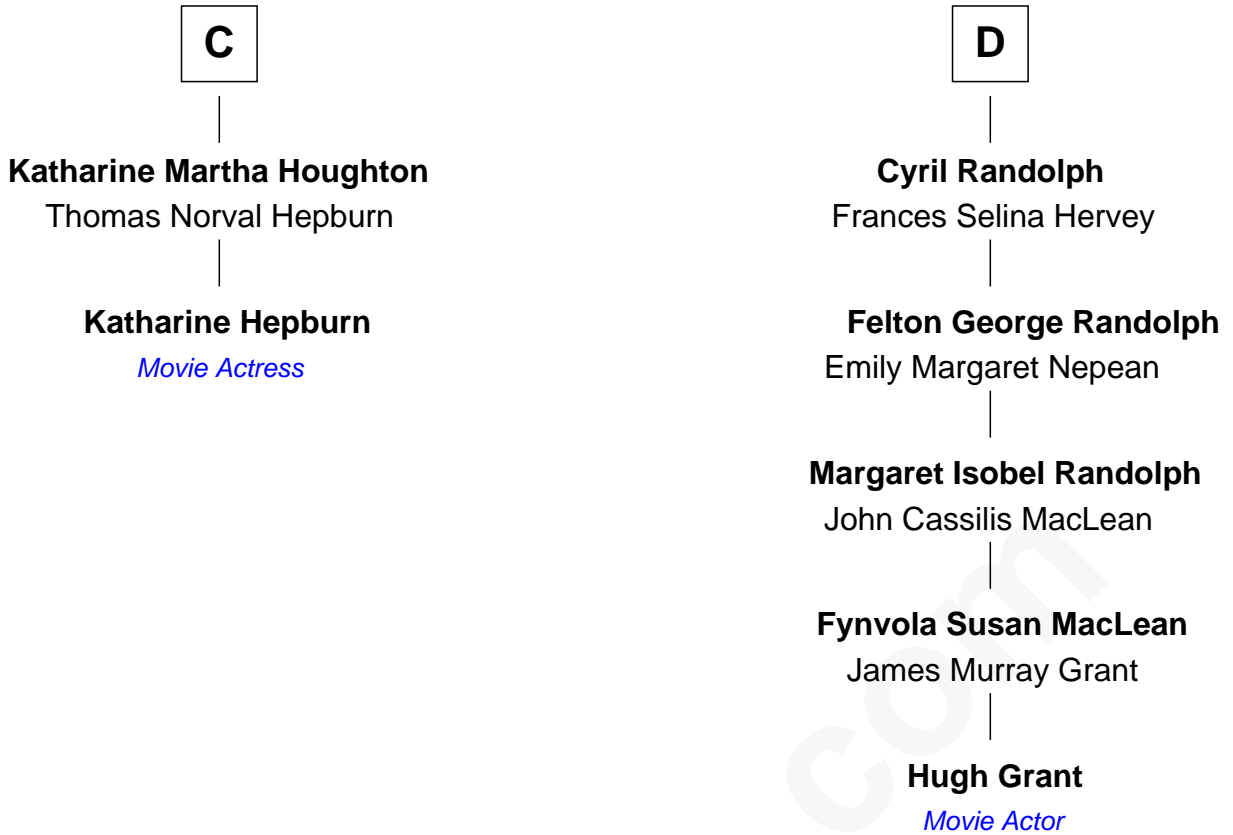 C
Katharine Martha Houghton
Thomas Norval Hepburn
Katharine Hepburn
Movie Actress
D
Cyril Randolph
Frances Selina Hervey
Felton George Randolph
Emily Margaret Nepean
Margaret Isobel Randolph
John Cassilis MacLean
Fynvola Susan MacLean
James Murray Grant
Hugh Grant
Movie Actor
com